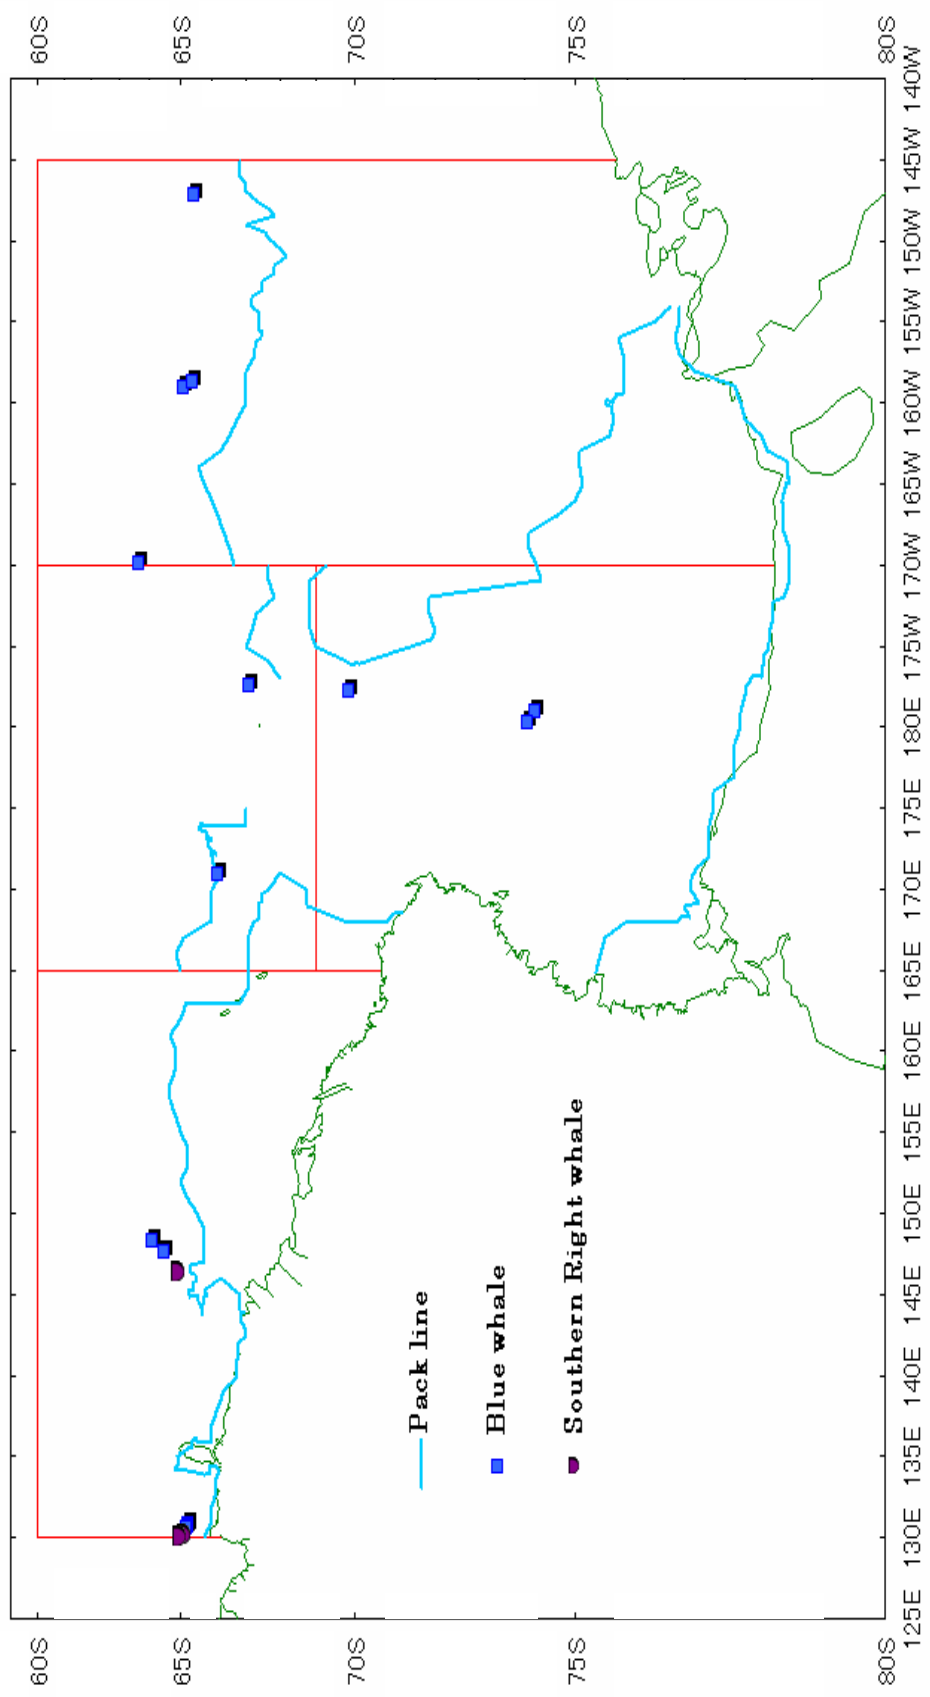 60S
65S
70S
75S
80S
Pack line
Blue whale
Southern Right whale
60S
65S
70S
75S
80S
125E 130E 135E 140E 145E 150E 155E 160E 165E 170E 175E 180E 175W 170W 165W 160W 155W 150W 145W 140W